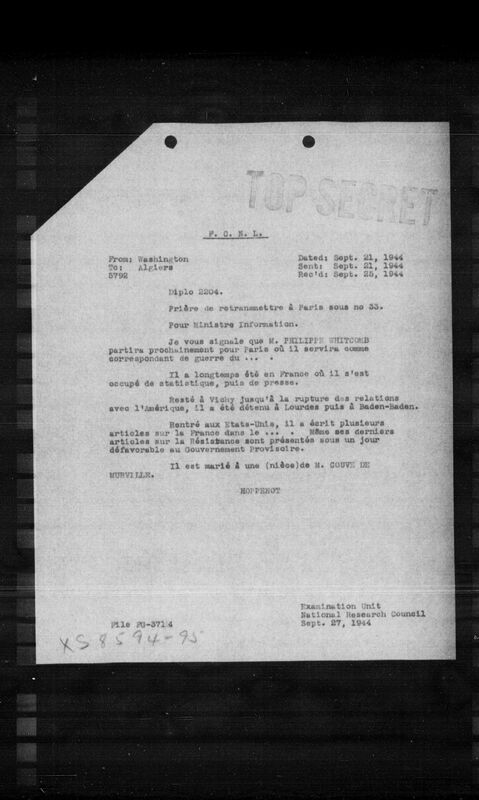 TOP SECRET
F. C. N. L.
From: Washington Dated: Sept. 21, 1944
To: Algiers Sent: Sept. 21, 1944
5792 Rec'd: Sept. 25, 1944
Diplo 2204.
Prière de retransmettre à Paris sous no 33.
Pour Ministre Information.
Je vous signale que M. PHILIPPE WHITCOMB
partira prochainement pour Paris où il servira comme
correspondant de guerre du ... .
Il a longtemps été en France où il s'est
occupé de statistique, puis de presse.
Resté à Vichy jusqu'à la rupture des relations
avec l'Amérique, il a été détenu à Lourdes puis à Baden-Baden.
Rentré aux Etats-Unis, il a écrit plusieurs
articles sur la France dans le ... . Même ses derniers
articles sur la Résistance sont présentés sous un jour
défavorable au Gouvernement Provisoire.
Il est marié à une (nièce)de M. COUVE DE
MURVILLE.
HOPPENOT
Examination Unit
National Research Council
File FG-3714 Sept. 27, 1944
XS 8594-95